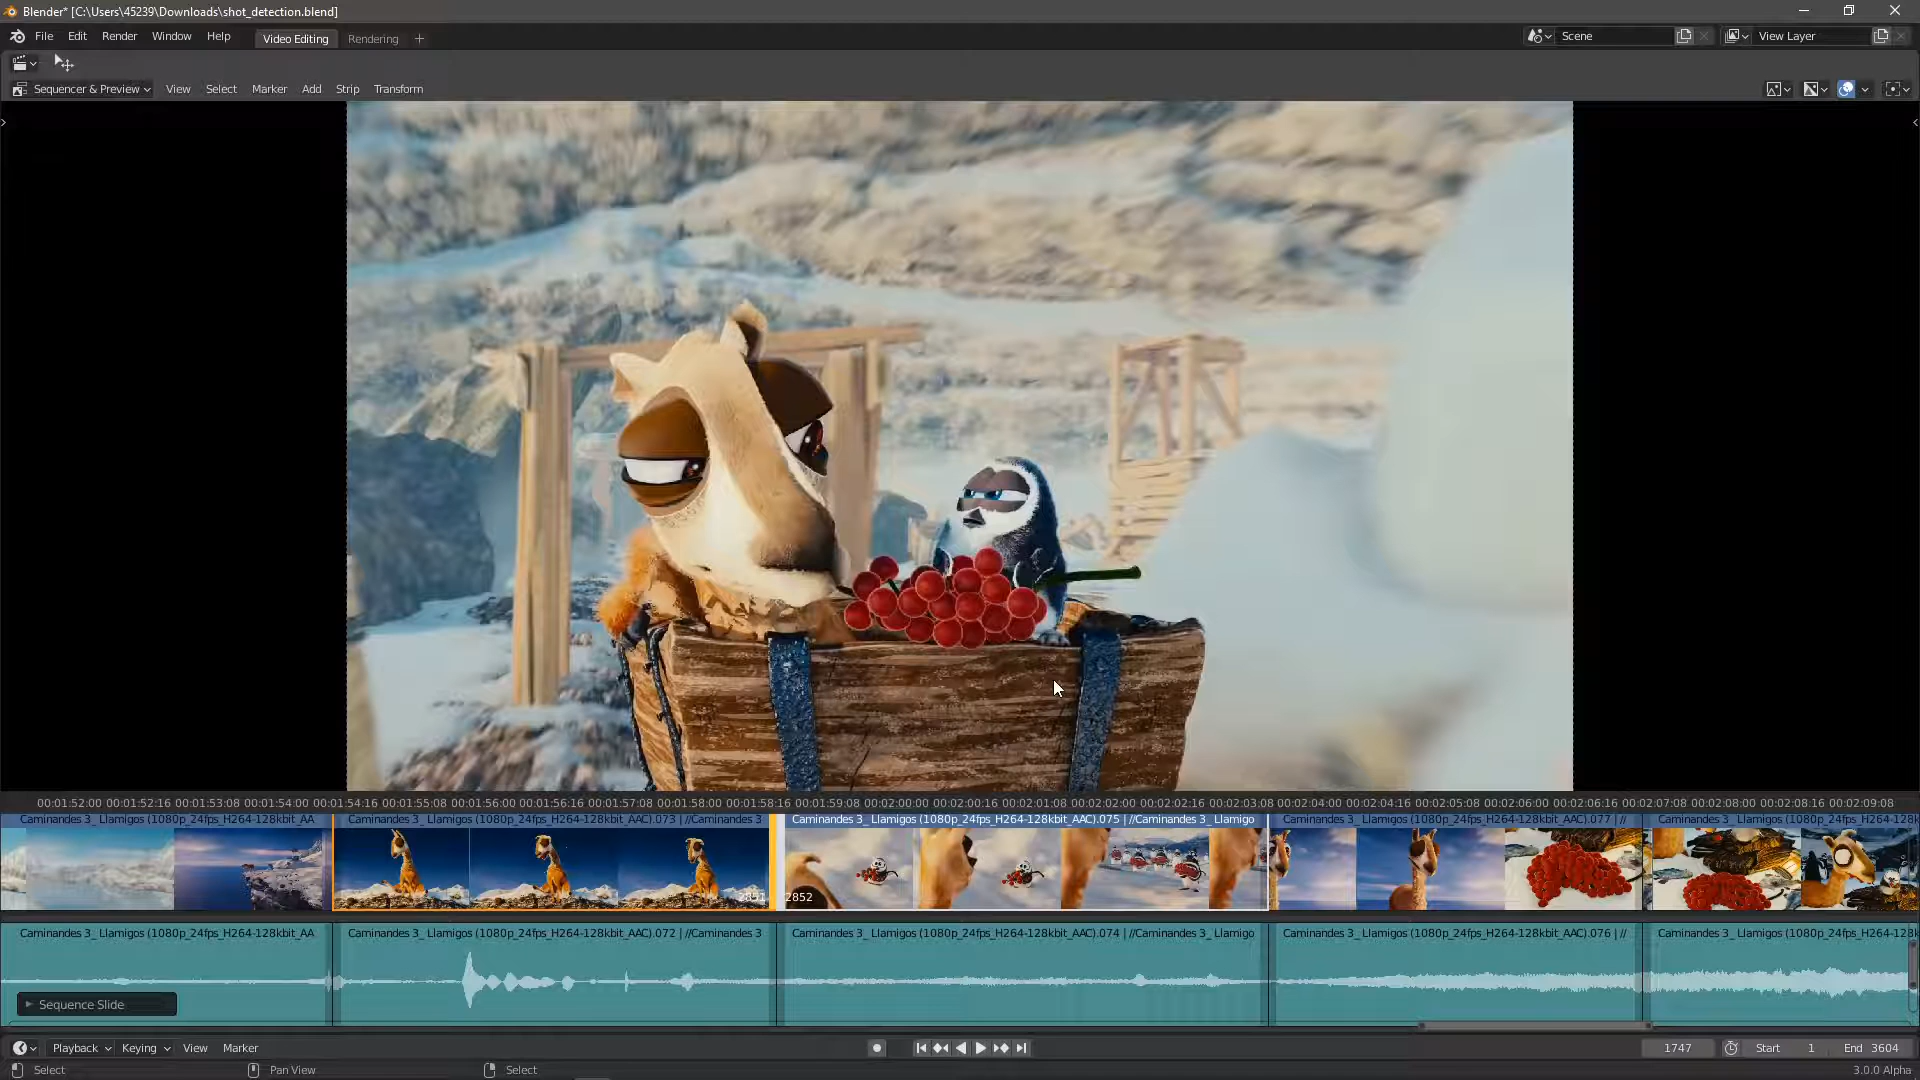 Blender* [C:\Users\45239\Downloads\shot_detection.blend]
File Edit Render Window Help Video Editing Rendering + Scene View Layer
Sequencer & Preview View Select Marker Add Strip Transform
00:01:52:00 00:01:52:16 00:01:53:08 00:01:54:00 00:01:54:16 00:01:55:08 00:01:56:00 00:01:56:16 00:01:57:08 00:01:58:00 00:01:58:16 00:01:59:08 00:02:00:00 00:02:00:16 00:02:01:08 00:02:02:00 00:02:02:16 00:02:03:08 00:02:04:00 00:02:04:16 00:02:05:08 00:02:06:00 00:02:06:16 00:02:07:08 00:02:08:00 00:02:08:16 00:02:09:08
Caminandes 3_ Llamigos (1080p_24fps_H264-128kbit_AA Caminandes 3_ Llamigos (1080p_24fps_H264-128kbit_AAC).073 | //Caminandes 3 Caminandes 3_ Llamigos (1080p_24fps_H264-128kbit_AAC).075 | //Caminandes 3_ Llamigo Caminandes 3_ Llamigos (1080p_24fps_H264-128kbit_AAC).077 | // Caminandes 3_ Llamigos (1080p_24fps_H264-128k
2851 2852
Caminandes 3_ Llamigos (1080p_24fps_H264-128kbit_AA Caminandes 3_ Llamigos (1080p_24fps_H264-128kbit_AAC).072 | //Caminandes 3 Caminandes 3_ Llamigos (1080p_24fps_H264-128kbit_AAC).074 | //Caminandes 3_ Llamigo Caminandes 3_ Llamigos (1080p_24fps_H264-128kbit_AAC).076 | // Caminandes 3_ Llamigos (1080p_24fps_H264-128k
Sequence Slide
Playback Keying View Marker 1747 Start 1 End 3604
Select Pan View Select 3.0.0 Alpha